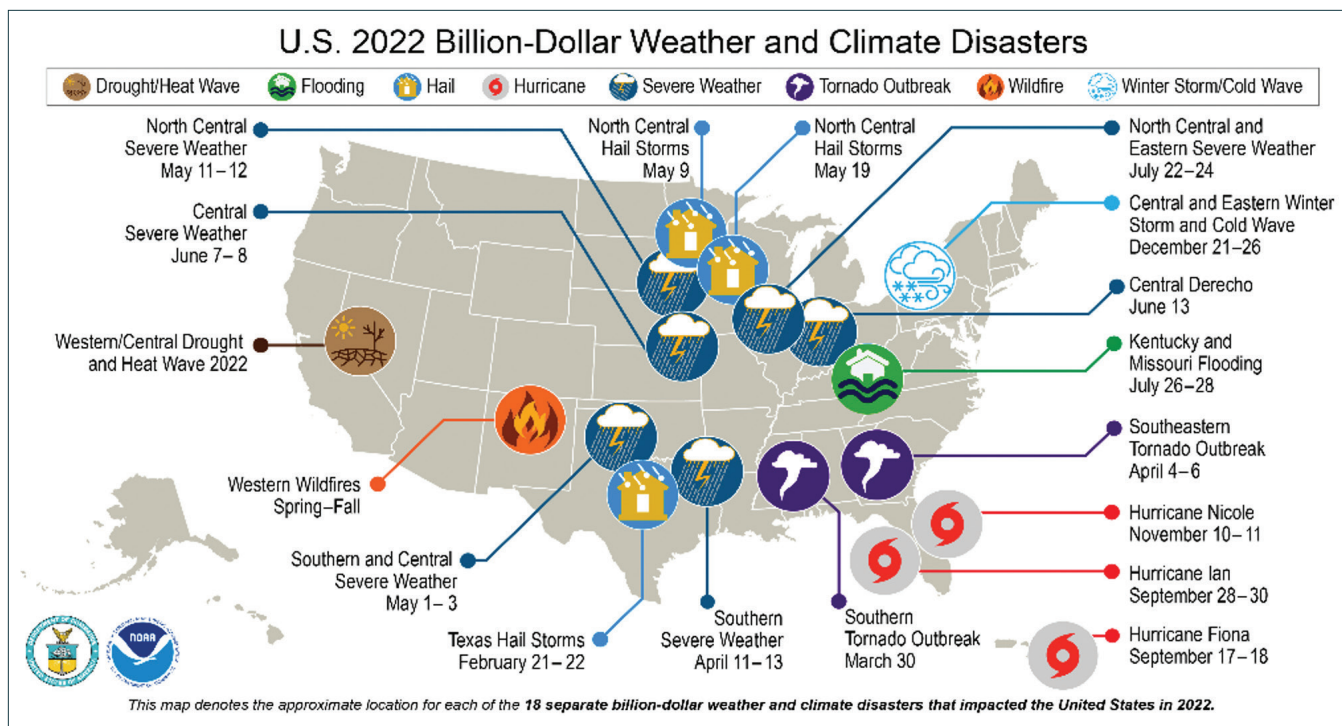 U.S. 2022 Billion-Dollar Weather and Climate Disasters
Drought/Heat Wave
Flooding
Hail
Hurricane
Severe Weather
Tornado Outbreak
Wildfire
Winter Storm/Cold Wave
North Central
Severe Weather
May 11–12
North Central
Hail Storms
May 9
North Central
Hail Storms
May 19
North Central and
Eastern Severe Weather
July 22–24
Central
Severe Weather
June 7–8
Central and Eastern Winter
Storm and Cold Wave
December 21–26
Central Derecho
June 13
Western/Central Drought
and Heat Wave 2022
Kentucky and
Missouri Flooding
July 26–28
Southeastern
Tornado Outbreak
April 4–6
Western Wildfires
Spring–Fall
Hurricane Nicole
November 10–11
Southern and Central
Severe Weather
May 1–3
Hurricane Ian
September 28–30
Texas Hail Storms
February 21–22
Southern
Severe Weather
April 11–13
Southern
Tornado Outbreak
March 30
Hurricane Fiona
September 17–18
NOAA
This map denotes the approximate location for each of the 18 separate billion-dollar weather and climate disasters that impacted the United States in 2022.